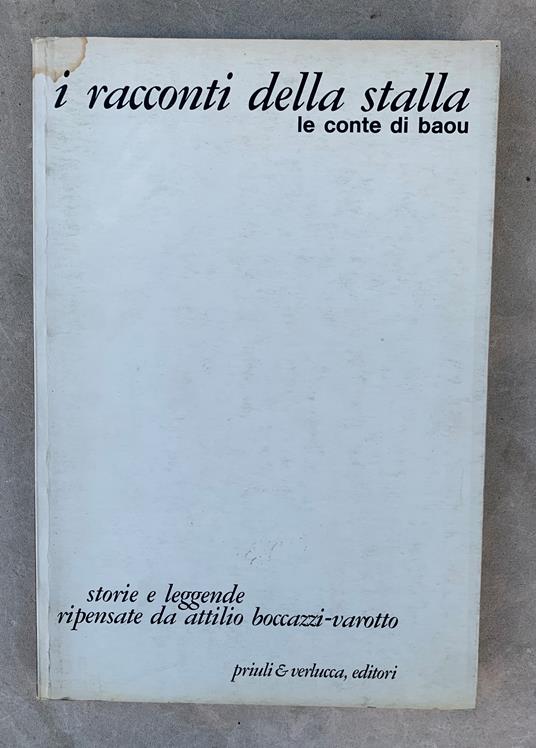 i racconti della stalla
le conte di baou
storie e leggende
ripensate da attilio boccazzi-varotto
priuli & verlucca, editori